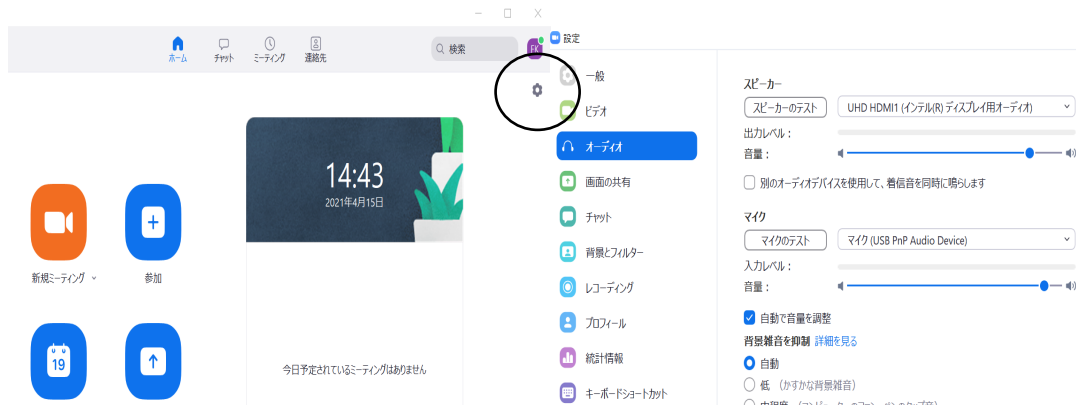 ホーム
チャット
ミーティング
連絡先
検索
FK
14:43
2021年4月15日
新規ミーティング
参加
19
今日予定されているミーティングはありません
設定
一般
ビデオ
オーディオ
画面の共有
チャット
背景とフィルター
レコーディング
プロフィール
統計情報
キーボードショートカット
スピーカー
スピーカーのテスト UHD HDMI1 (インテル(R) ディスプレイ用オーディオ)
出力レベル：
音量：
別のオーディオデバイスを使用して、着信音を同時に鳴らします
マイク
マイクのテスト マイク (USB PnP Audio Device)
入力レベル：
音量：
自動で音量を調整
背景雑音を抑制 詳細を見る
自動
低 （かすかな背景雑音）